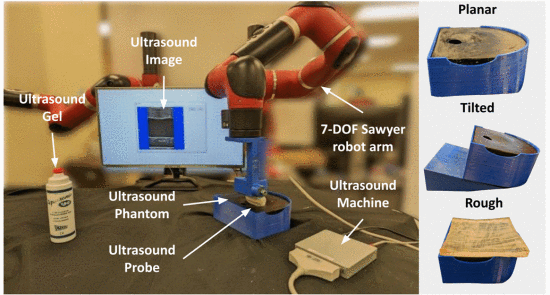 Ultrasound
Image
Ultrasound
Gel
7-DOF Sawyer
robot arm
Ultrasound
Phantom
Ultrasound
Machine
Ultrasound
Probe
Planar
Tilted
Rough